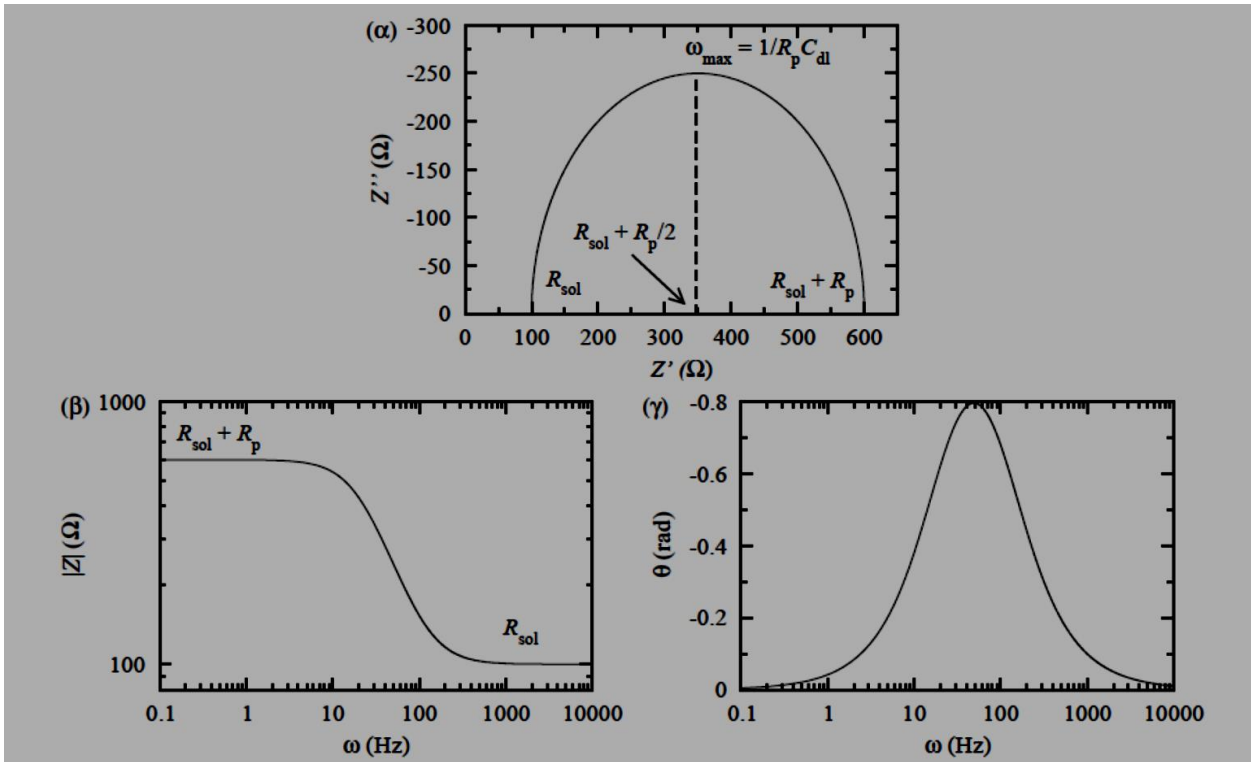 (α)
-300
-250
-200
-150
-100
-50
0
Z'' (Ω)
ω_max = 1/R_p C_dl
R_sol + R_p/2
R_sol
R_sol + R_p
0 100 200 300 400 500 600
Z' (Ω)
(β)
1000
100
|Z| (Ω)
R_sol + R_p
R_sol
0.1 1 10 100 1000 10000
ω (Hz)
(γ)
-0.8
-0.6
-0.4
-0.2
0
θ (rad)
0.1 1 10 100 1000 10000
ω (Hz)